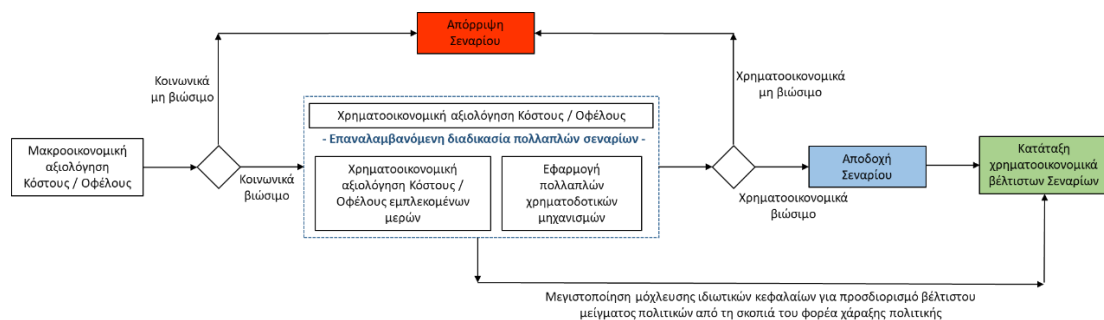 Απόρριψη
Σεναρίου
Κοινωνικά
μη βιώσιμο
Χρηματοοικονομικά
μη βιώσιμο
Χρηματοοικονομική αξιολόγηση Κόστους / Οφέλους
- Επαναλαμβανόμενη διαδικασία πολλαπλών σεναρίων -
Μακροοικονομική
αξιολόγηση
Κόστους / Οφέλους
Κοινωνικά
βιώσιμο
Χρηματοοικονομική
αξιολόγηση Κόστους /
Οφέλους εμπλεκομένων
μερών
Εφαρμογή
πολλαπλών
χρηματοδοτικών
μηχανισμών
Χρηματοοικονομικά
βιώσιμο
Αποδοχή
Σεναρίου
Κατάταξη
χρηματοοικονομικά
βέλτιστων Σεναρίων
Μεγιστοποίηση μόχλευσης ιδιωτικών κεφαλαίων για προσδιορισμό βέλτιστου
μείγματος πολιτικών από τη σκοπιά του φορέα χάραξης πολιτικής